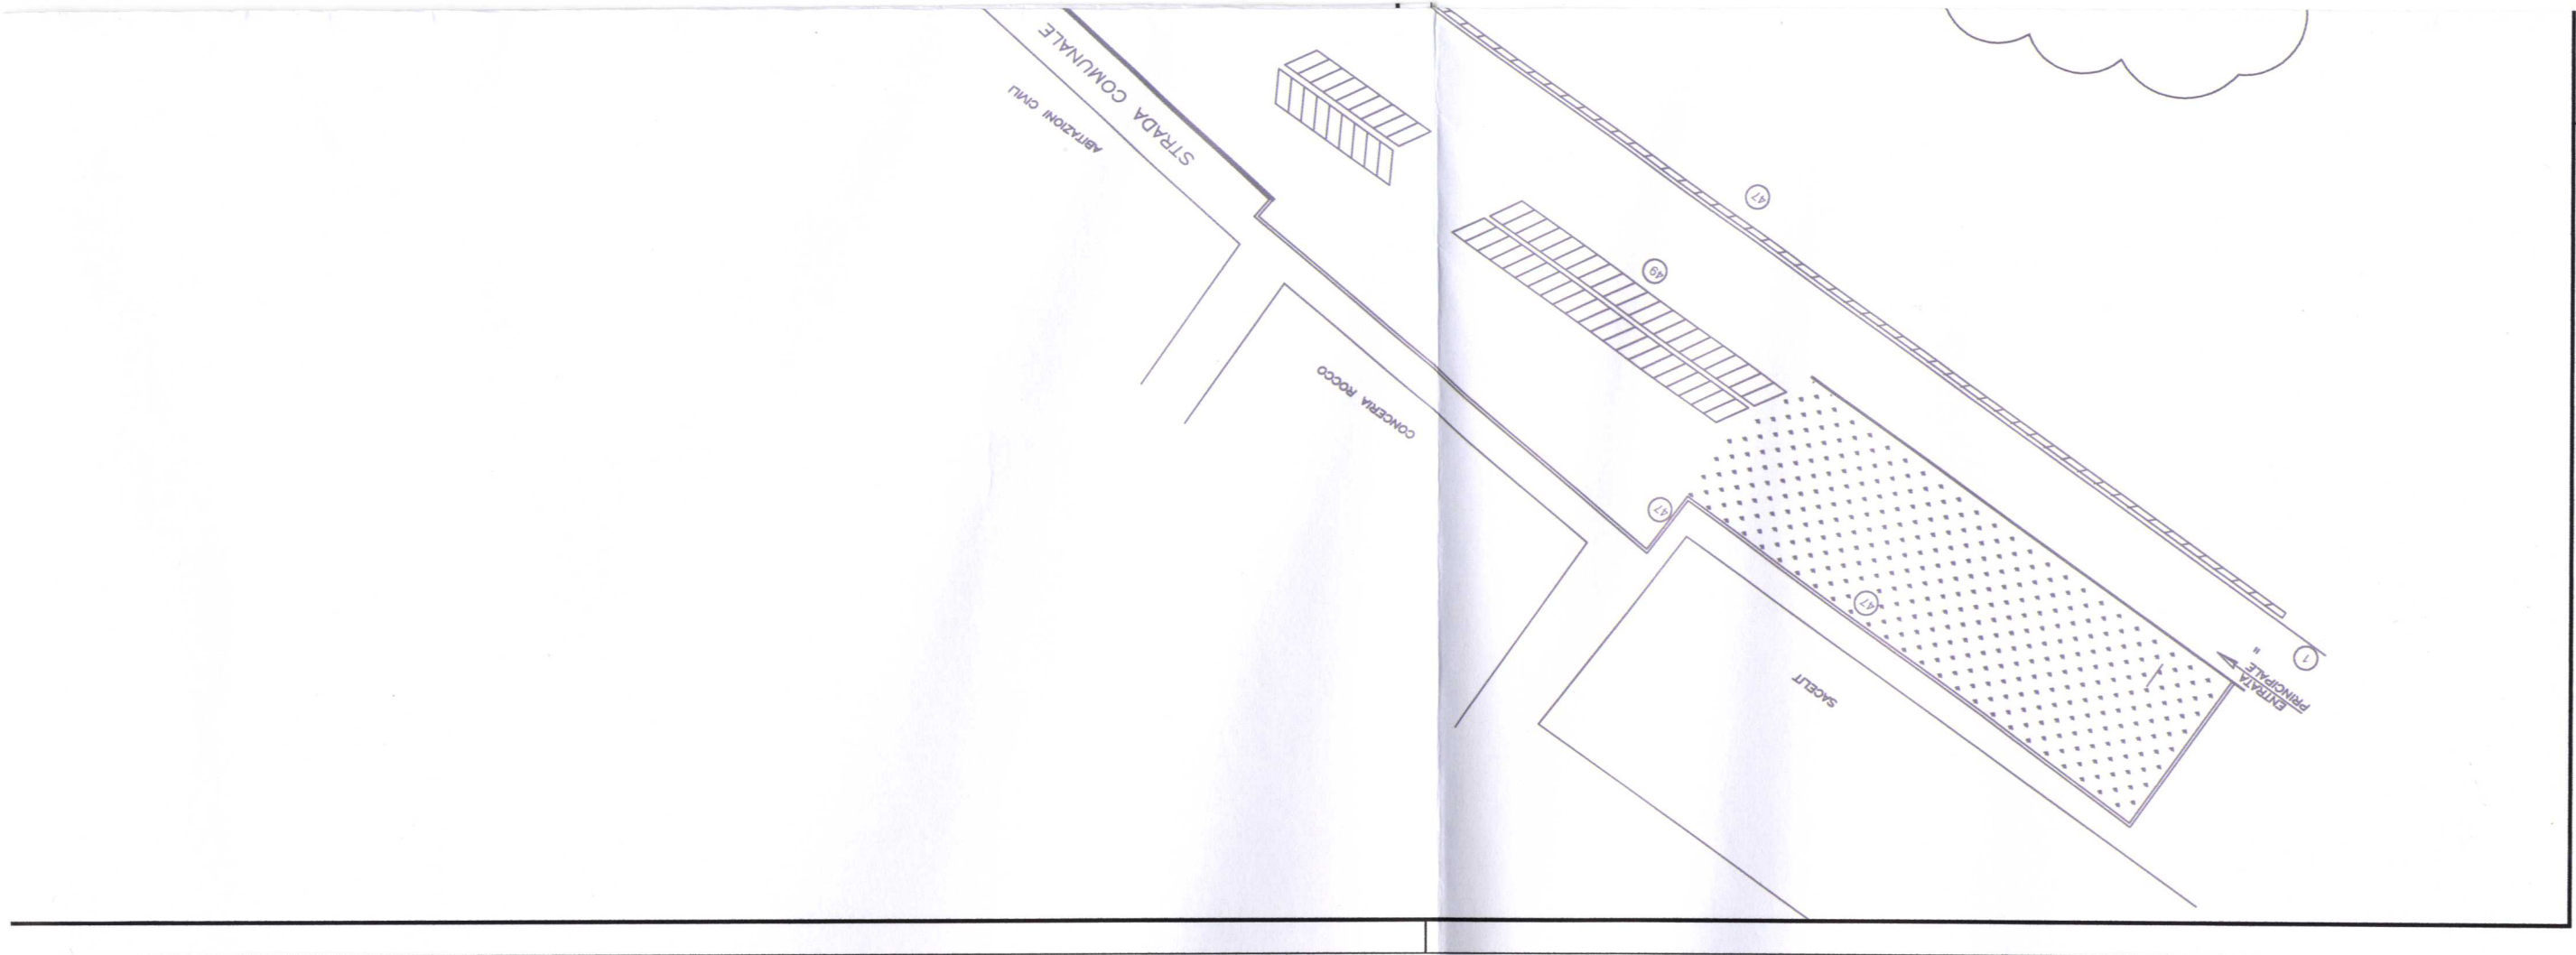 STRADA COMUNALE
ABITAZIONI CIVILI
47
49
CONCERIA ROCCO
47
47
SACELIT
1
ENTRATA
PRINCIPALE